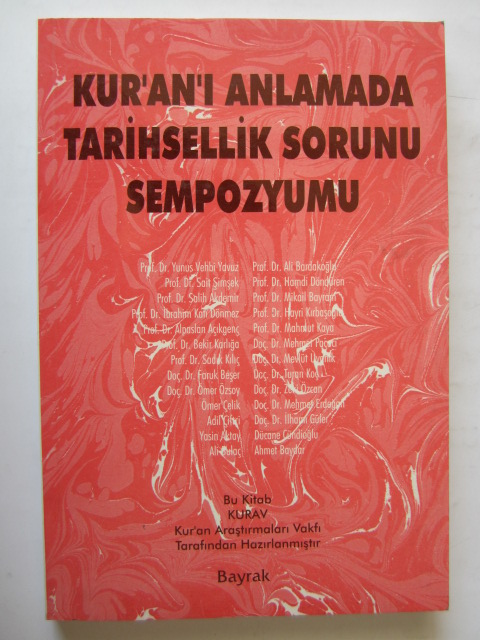 KUR'AN'I ANLAMADA
TARİHSELLİK SORUNU
SEMPOZYUMU
Prof. Dr. Yunus Vehbi Yavuz
Prof. Dr. Sait Şimşek
Prof. Dr. Salih Akdemir
Prof. Dr. İbrahim Kafi Dönmez
Prof. Dr. Alpaslan Açıkgenç
Prof. Dr. Bekir Karlığa
Prof. Dr. Sadık Kılıç
Doç. Dr. Faruk Beşer
Doç. Dr. Ömer Özsoy
Ömer Çelik
Adil Çiftçi
Yasin Aktay
Ali Bulaç
Prof. Dr. Ali Bardakoğlu
Prof. Dr. Hamdi Döndüren
Prof. Dr. Mikail Bayram
Prof. Dr. Hayri Kırbaşoğlu
Prof. Dr. Mahmut Kaya
Doç. Dr. Mehmet Paçacı
Doç. Dr. Mevlüt Uyanık
Doç. Dr. Turan Koç
Doç. Dr. Zeki Özcan
Doç. Dr. Mehmet Erdoğan
Doç. Dr. İlhami Güler
Dücane Cündioğlu
Ahmet Baydar
Bu Kitab
KURAV
Kur'an Araştırmaları Vakfı
Tarafından Hazırlanmıştır
Bayrak